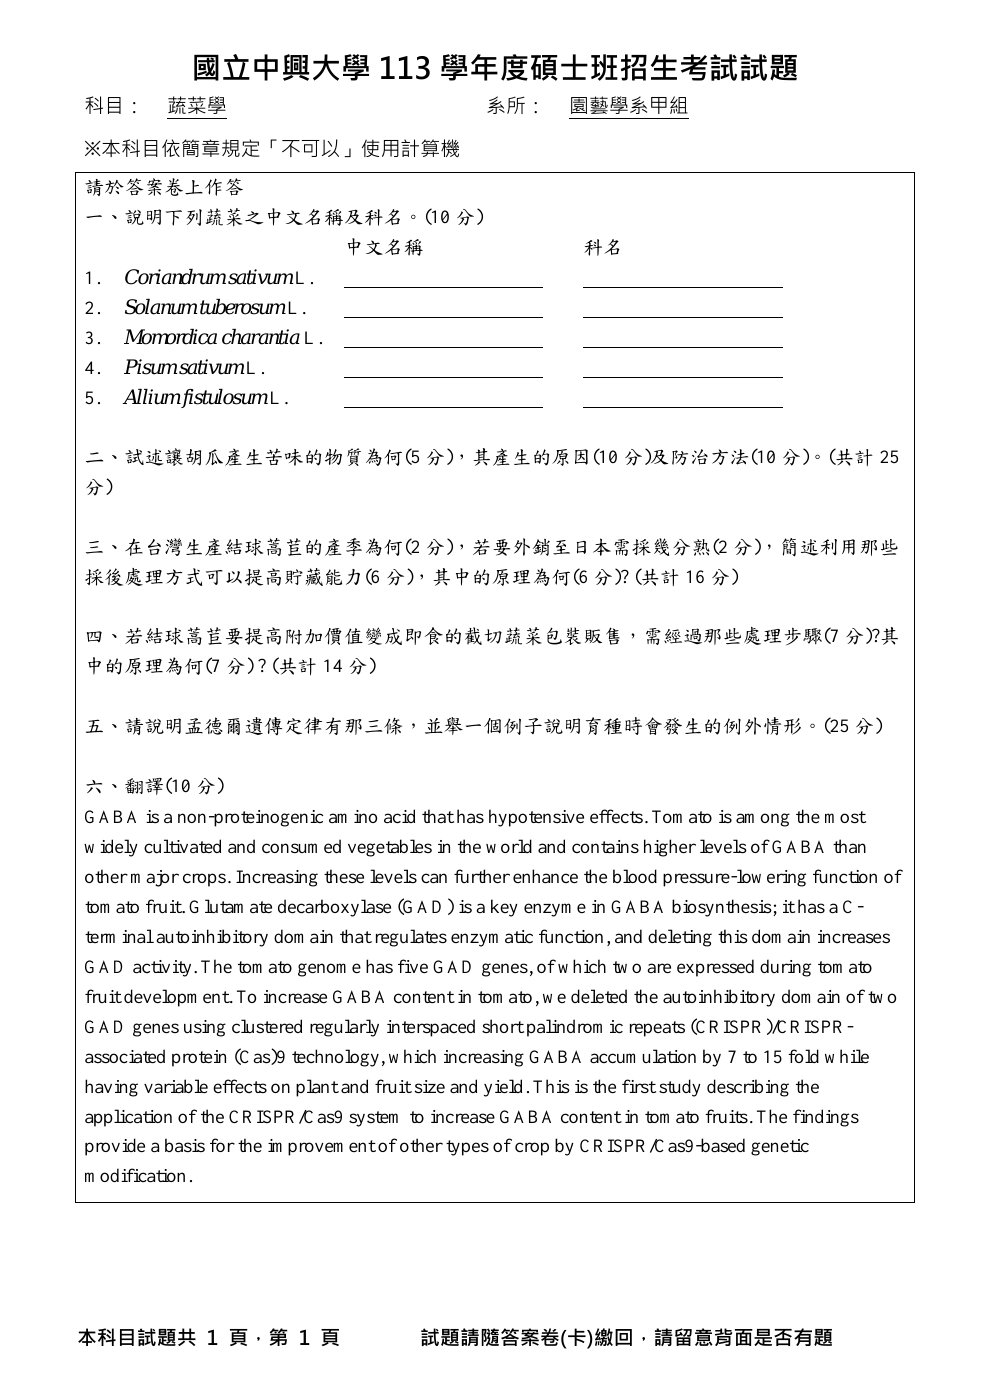 國立中興大學 113 學年度碩士班招生考試試題
科目： 蔬菜學 系所： 園藝學系甲組
※本科目依簡章規定「不可以」使用計算機
請於答案卷上作答
一、說明下列蔬菜之中文名稱及科名。(10 分)
中文名稱 科名
1. Coriandrum sativum L.
2. Solanum tuberosum L.
3. Momordica charantia L.
4. Pisum sativum L.
5. Allium fistulosum L.
二、試述讓胡瓜產生苦味的物質為何(5 分)，其產生的原因(10 分)及防治方法(10 分)。(共計 25
分)
三、在台灣生產結球萵苣的產季為何(2 分)，若要外銷至日本需採幾分熟(2 分)，簡述利用那些
採後處理方式可以提高貯藏能力(6 分)，其中的原理為何(6 分)?(共計 16 分)
四、若結球萵苣要提高附加價值變成即食的截切蔬菜包裝販售，需經過那些處理步驟(7 分)?其
中的原理為何(7 分)?(共計 14 分)
五、請說明孟德爾遺傳定律有那三條，並舉一個例子說明育種時會發生的例外情形。(25 分)
六、翻譯(10 分)
GABA is a non-proteinogenic amino acid that has hypotensive effects. Tomato is among the most
widely cultivated and consumed vegetables in the world and contains higher levels of GABA than
other major crops. Increasing these levels can further enhance the blood pressure-lowering function of
tomato fruit. Glutamate decarboxylase (GAD) is a key enzyme in GABA biosynthesis; it has a C-
terminal autoinhibitory domain that regulates enzymatic function, and deleting this domain increases
GAD activity. The tomato genome has five GAD genes, of which two are expressed during tomato
fruit development. To increase GABA content in tomato, we deleted the autoinhibitory domain of two
GAD genes using clustered regularly interspaced short palindromic repeats (CRISPR)/CRISPR-
associated protein (Cas)9 technology, which increasing GABA accumulation by 7 to 15 fold while
having variable effects on plant and fruit size and yield. This is the first study describing the
application of the CRISPR/Cas9 system to increase GABA content in tomato fruits. The findings
provide a basis for the improvement of other types of crop by CRISPR/Cas9-based genetic
modification.
本科目試題共 1 頁，第 1 頁 試題請隨答案卷(卡)繳回，請留意背面是否有題